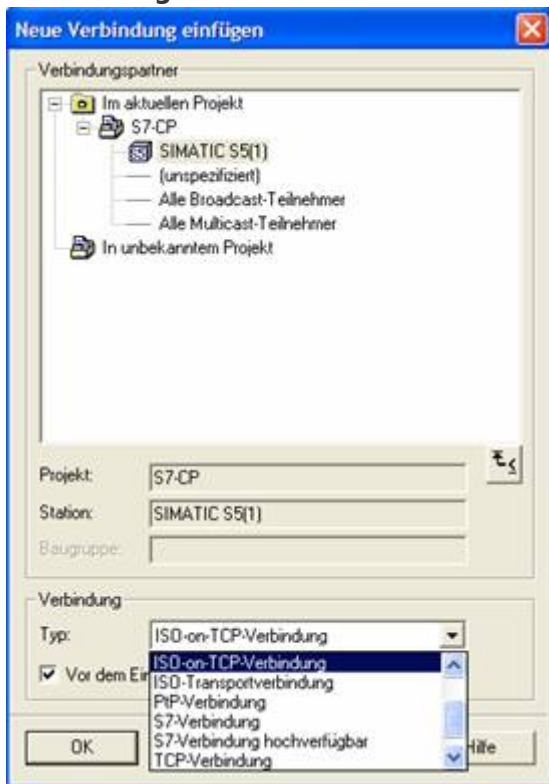 Neue Verbindung einfügen
Verbindungspartner
Im aktuellen Projekt
S7-CP
SIMATIC S5(1)
(unspezifiziert)
Alle Broadcast-Teilnehmer
Alle Multicast-Teilnehmer
In unbekanntem Projekt
Projekt: S7-CP
Station: SIMATIC S5(1)
Baugruppe:
Verbindung
Typ: ISO-on-TCP-Verbindung
ISO-on-TCP-Verbindung
Vor dem
ISO-Transportverbindung
PtP-Verbindung
S7-Verbindung
S7-Verbindung hochverfügbar
TCP-Verbindung
OK